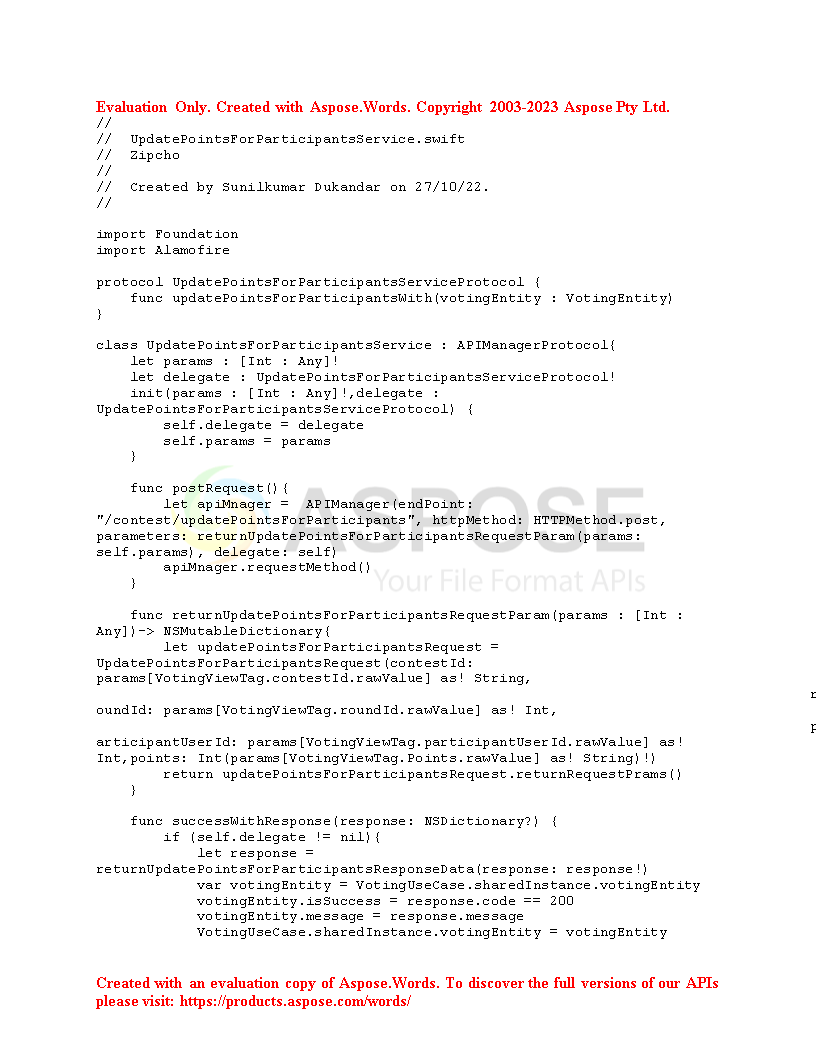 Evaluation Only. Created with Aspose.Words. Copyright 2003-2023 Aspose Pty Ltd.
//
//  UpdatePointsForParticipantsService.swift
//  Zipcho
//
//  Created by Sunilkumar Dukandar on 27/10/22.
//

import Foundation
import Alamofire

protocol UpdatePointsForParticipantsServiceProtocol {
    func updatePointsForParticipantsWith(votingEntity : VotingEntity)
}

class UpdatePointsForParticipantsService : APIManagerProtocol{
    let params : [Int : Any]!
    let delegate : UpdatePointsForParticipantsServiceProtocol!
    init(params : [Int : Any]!,delegate :
UpdatePointsForParticipantsServiceProtocol) {
        self.delegate = delegate
        self.params = params
    }

    func postRequest(){
        let apiMnager =  APIManager(endPoint:
"/contest/updatePointsForParticipants", httpMethod: HTTPMethod.post,
parameters: returnUpdatePointsForParticipantsRequestParam(params:
self.params), delegate: self)
        apiMnager.requestMethod()
    }

    func returnUpdatePointsForParticipantsRequestParam(params : [Int :
Any])-> NSMutableDictionary{
        let updatePointsForParticipantsRequest =
UpdatePointsForParticipantsRequest(contestId:
params[VotingViewTag.contestId.rawValue] as! String,
r
oundId: params[VotingViewTag.roundId.rawValue] as! Int,
p
articipantUserId: params[VotingViewTag.participantUserId.rawValue] as!
Int,points: Int(params[VotingViewTag.Points.rawValue] as! String)!)
        return updatePointsForParticipantsRequest.returnRequestPrams()
    }

    func successWithResponse(response: NSDictionary?) {
        if (self.delegate != nil){
            let response =
returnUpdatePointsForParticipantsResponseData(response: response!)
            var votingEntity = VotingUseCase.sharedInstance.votingEntity
            votingEntity.isSuccess = response.code == 200
            votingEntity.message = response.message
            VotingUseCase.sharedInstance.votingEntity = votingEntity
ASPOSE
Your File Format APIs
Created with an evaluation copy of Aspose.Words. To discover the full versions of our APIs
please visit: https://products.aspose.com/words/